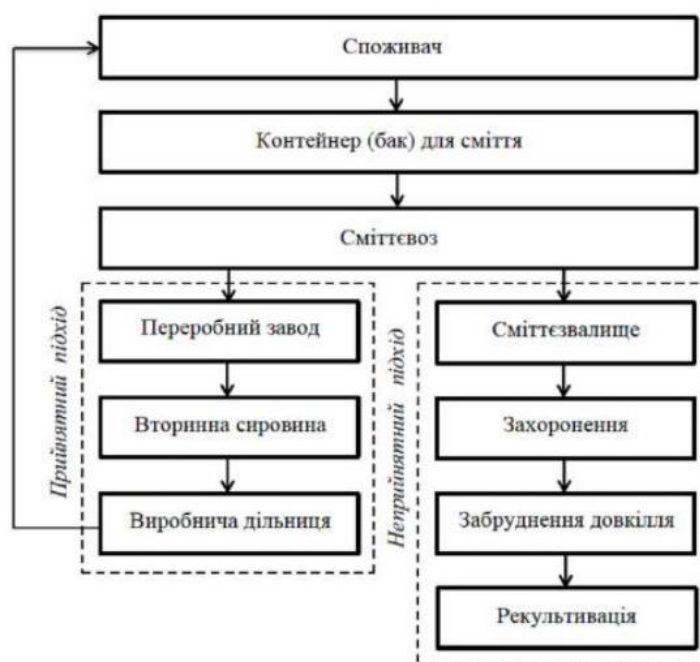 Споживач
Контейнер (бак) для сміття
Сміттєвоз
Прийнятний підхід
Переробний завод
Вторинна сировина
Виробнича дільниця
Неприйнятний підхід
Сміттєзвалище
Захоронення
Забруднення довкілля
Рекультивація